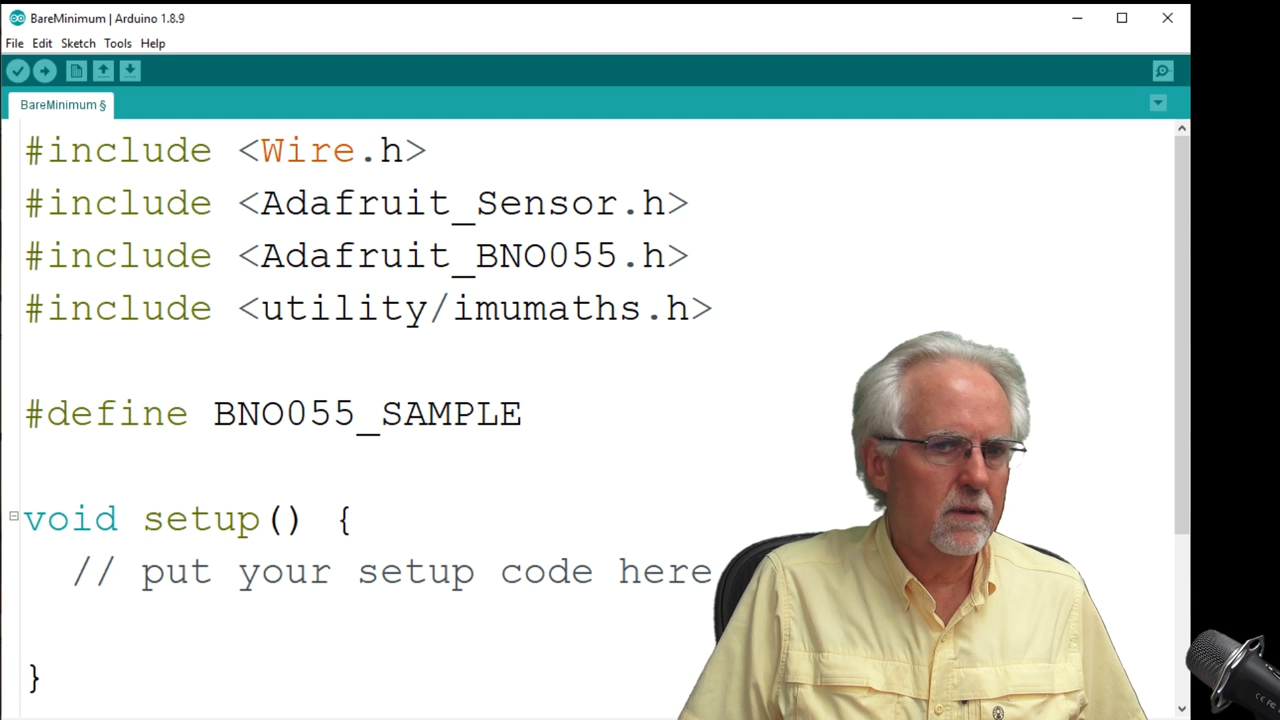 BareMinimum | Arduino 1.8.9
File Edit Sketch Tools Help
BareMinimum §
#include <Wire.h>
#include <Adafruit_Sensor.h>
#include <Adafruit_BNO055.h>
#include <utility/imumaths.h>
#define BNO055_SAMPLE
void setup() {
// put your setup code here
}